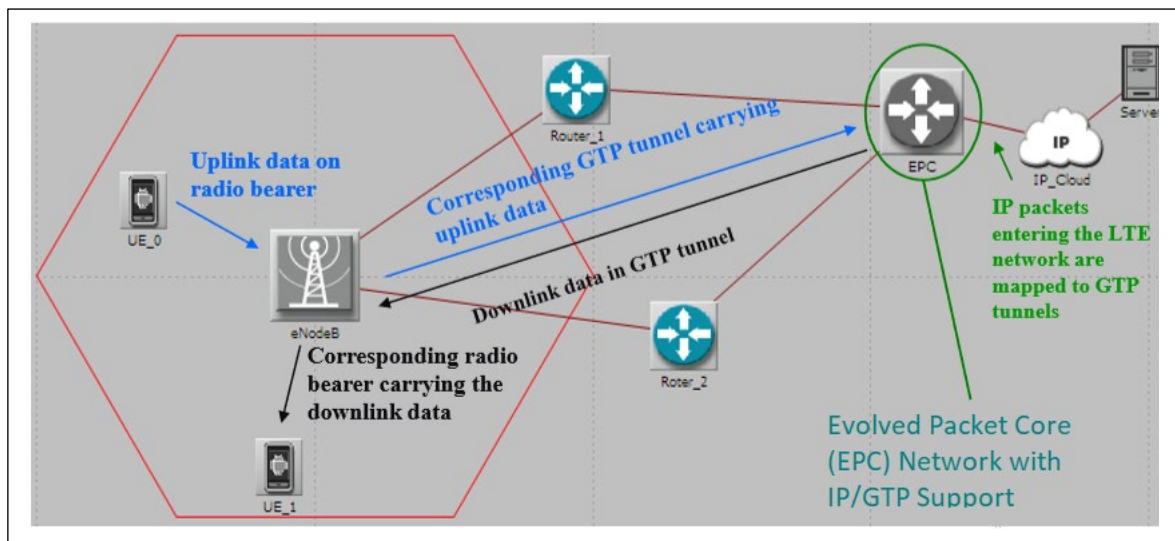 Router_1
EPC
IP
IP_Cloud
Server
UE_0
Uplink data on
radio bearer
Corresponding GTP tunnel carrying
uplink data
Downlink data in GTP tunnel
IP packets
entering the LTE
network are
mapped to GTP
tunnels
eNodeB
Roter_2
Corresponding radio
bearer carrying the
downlink data
UE_1
Evolved Packet Core
(EPC) Network with
IP/GTP Support